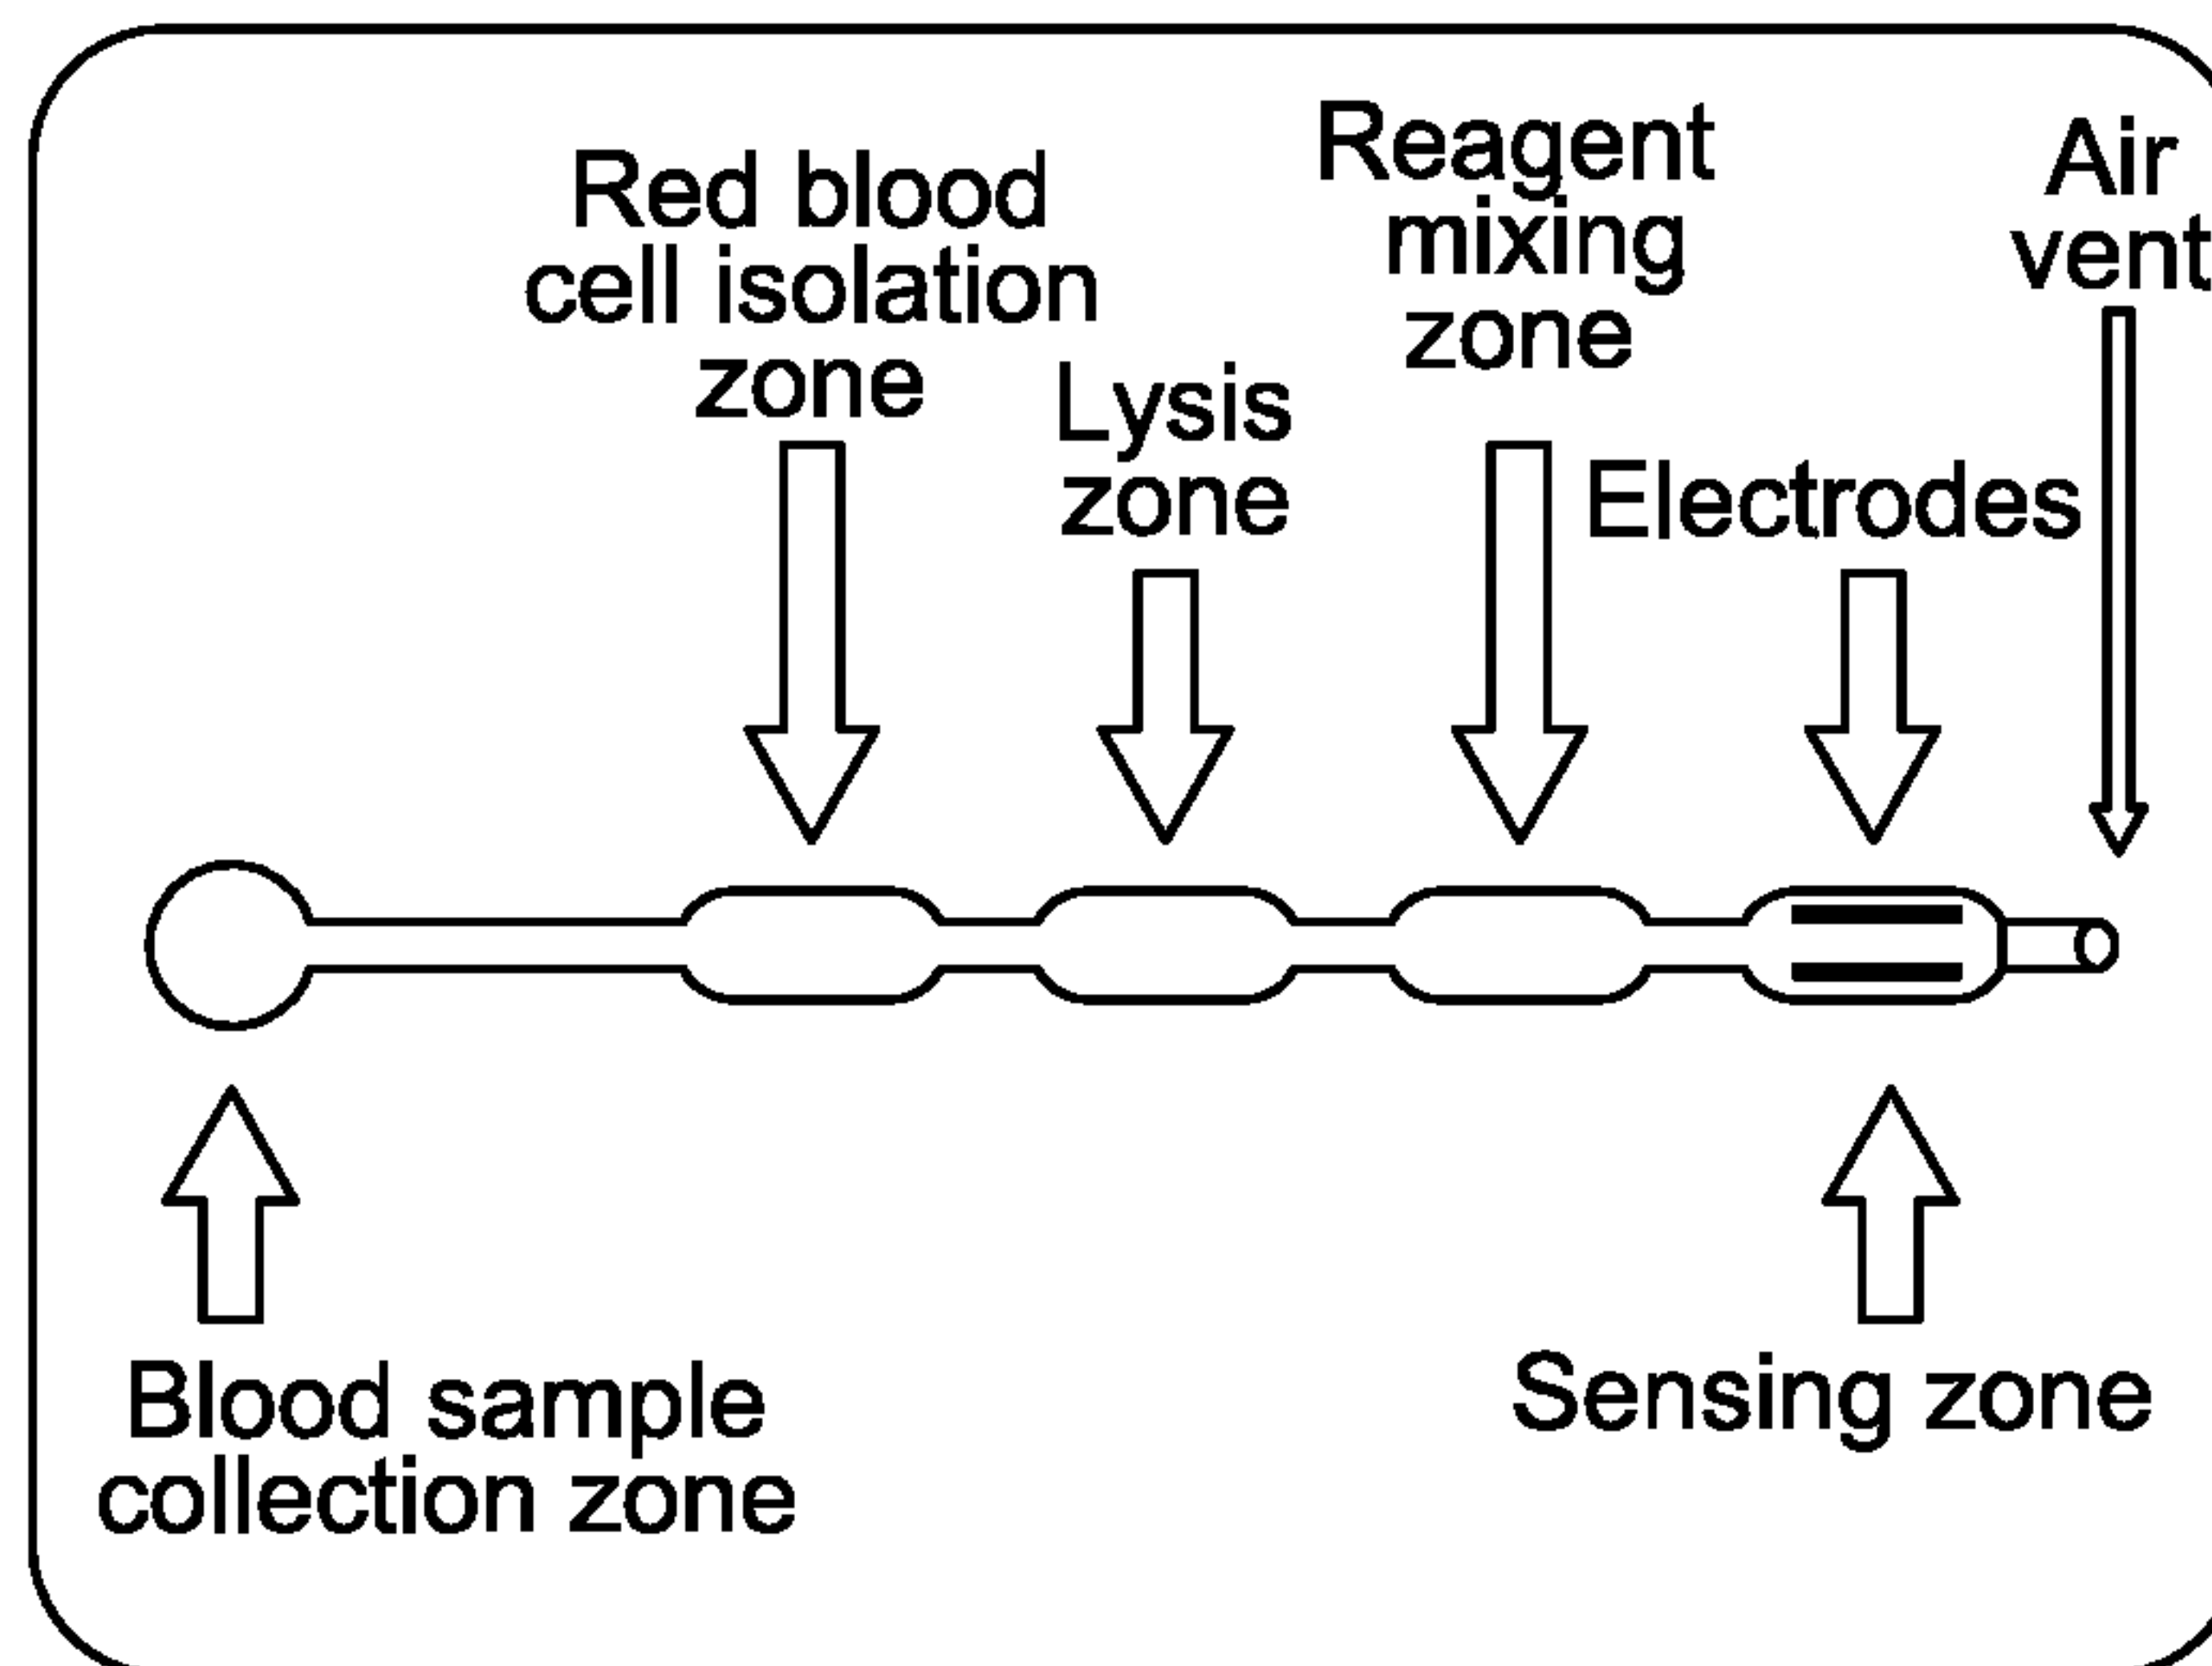 Red blood
cell isolation
zone
Lysis
zone
Reagent
mixing
zone
Electrodes
Air
vent
Blood sample
collection zone
Sensing zone